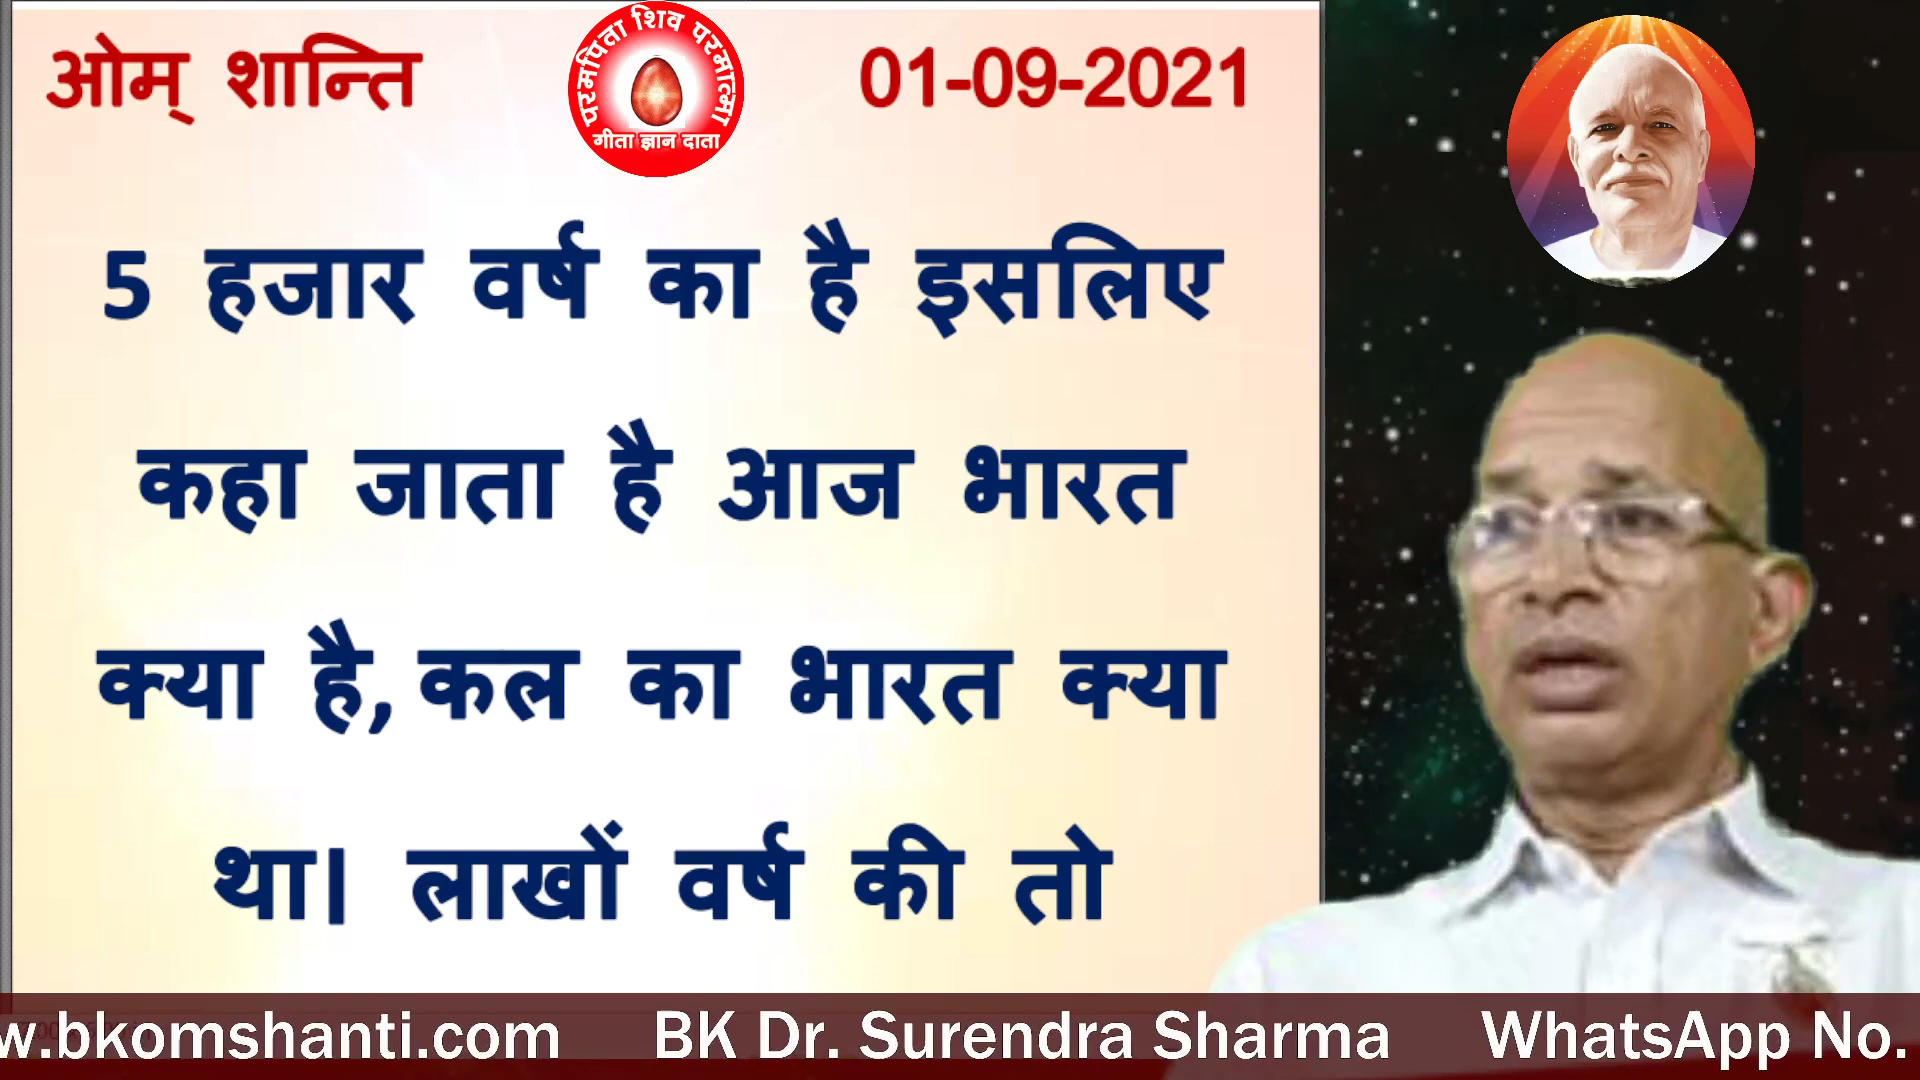 ओम् शान्ति
परमपिता शिव परमात्मा
गीता ज्ञान दाता
01-09-2021
5 हजार वर्ष का है इसलिए
कहा जाता है आज भारत
क्या है, कल का भारत क्या
था। लाखों वर्ष की तो
w.bkomshanti.com BK Dr. Surendra Sharma WhatsApp No.